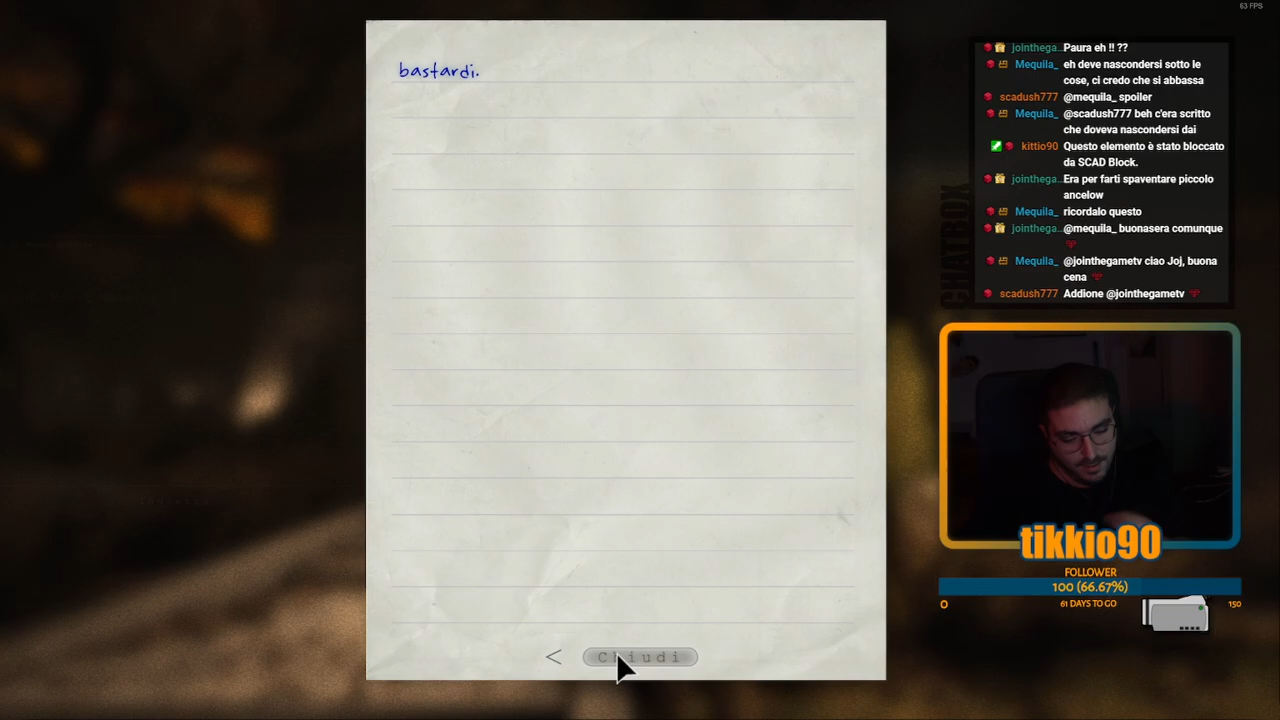 63 FPS
bastardi.
< Chiudi
CHATBOX
jointhega... Paura eh !! ??
Mequila_ eh deve nascondersi sotto le
cose, ci credo che si abbassa
scadush777 @mequila_ spoiler
Mequila_ @scadush777 beh c'era scritto
che doveva nascondersi dai
kittio90 Questo elemento è stato bloccato
da SCAD Block.
jointhega... Era per farti spaventare piccolo
ancelow
Mequila_ ricordalo questo
jointhega... @mequila_ buonasera comunque
Mequila_ @jointhegametv ciao Joj, buona
cena
scadush777 Addione @jointhegametv
tikkio90
FOLLOWER
100 (66.67%)
0 61 DAYS TO GO 150